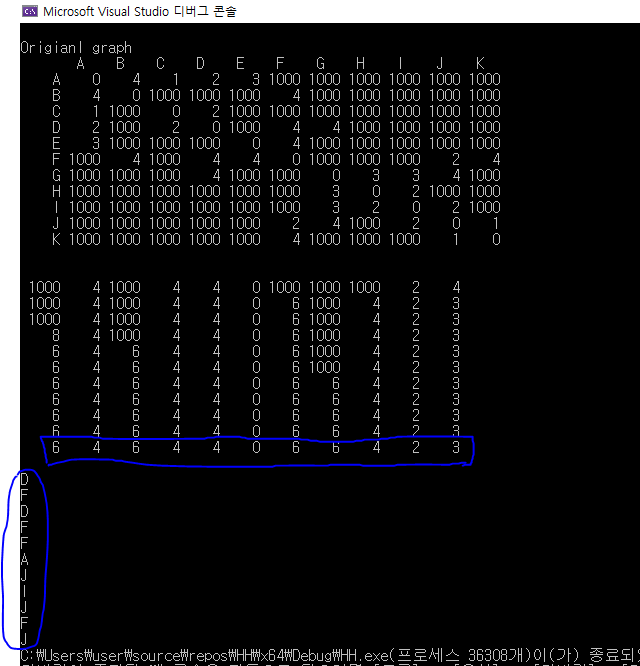 Microsoft Visual Studio 디버그 콘솔
Origianl graph
A B C D E F G H I J K
A 0 4 1 2 3 1000 1000 1000 1000 1000 1000
B 4 0 1000 1000 1000 4 1000 1000 1000 1000 1000
C 1 1000 0 2 1000 1000 1000 1000 1000 1000 1000
D 2 1000 2 0 1000 4 4 1000 1000 1000 1000
E 3 1000 1000 1000 0 4 1000 1000 1000 1000 1000
F 1000 4 1000 4 4 0 1000 1000 1000 2 4
G 1000 1000 1000 4 1000 1000 0 3 3 4 1000
H 1000 1000 1000 1000 1000 1000 3 0 2 1000 1000
I 1000 1000 1000 1000 1000 1000 3 2 0 2 1000
J 1000 1000 1000 1000 1000 2 4 1000 2 0 1
K 1000 1000 1000 1000 1000 4 1000 1000 1000 1 0
1000 4 1000 4 4 0 1000 1000 1000 2 4
1000 4 1000 4 4 0 6 1000 4 2 3
1000 4 1000 4 4 0 6 1000 4 2 3
8 4 1000 4 4 0 6 1000 4 2 3
6 4 6 4 4 0 6 1000 4 2 3
6 4 6 4 4 0 6 1000 4 2 3
6 4 6 4 4 0 6 6 4 2 3
6 4 6 4 4 0 6 6 4 2 3
6 4 6 4 4 0 6 6 4 2 3
6 4 6 4 4 0 6 6 4 2 3
6 4 6 4 4 0 6 6 4 2 3
D
F
D
F
F
A
J
I
J
F
J
C:₩Users₩user₩source₩repos₩HH₩x64₩Debug₩HH.exe(프로세스 36308개)이(가) 종료되